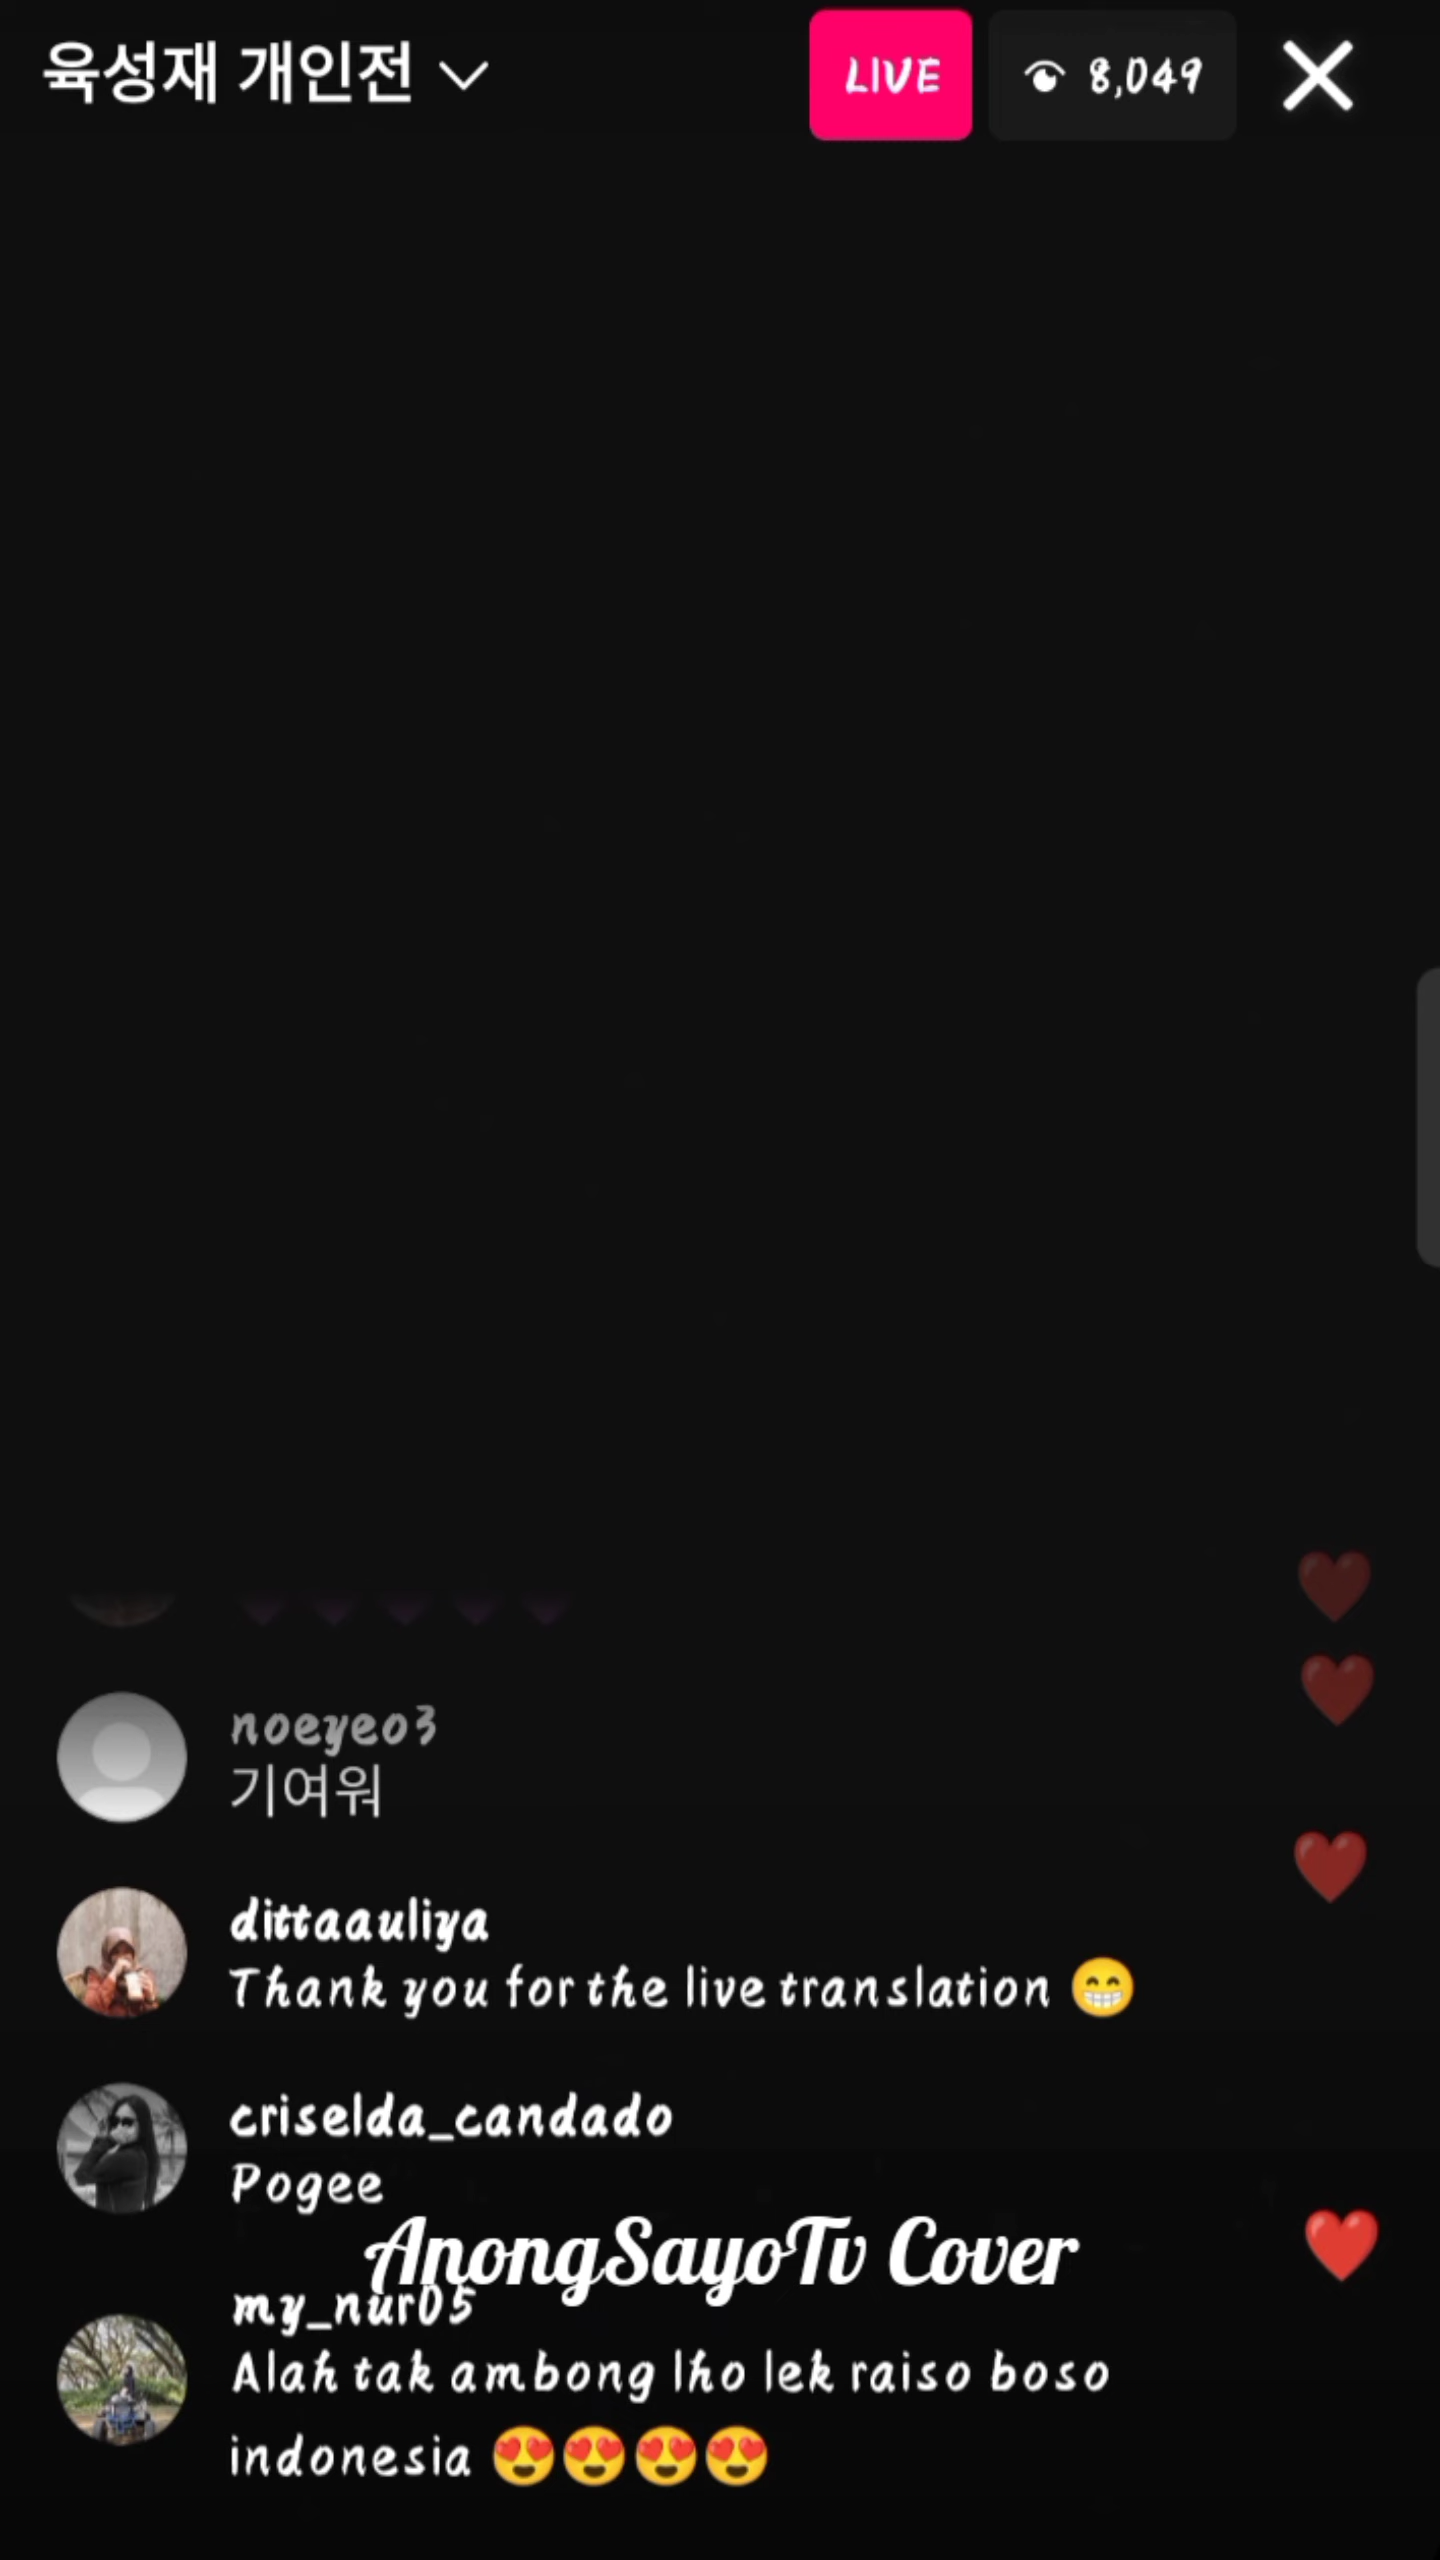 육성재 개인전
LIVE
8,049
noeyeo3
기여워
dittaauliya
Thank you for the live translation 😁
criselda_candado
Pogee
AnongSayoTv Cover
my_nur05
Alah tak ambong lho lek raiso boso
indonesia 😍😍😍😍